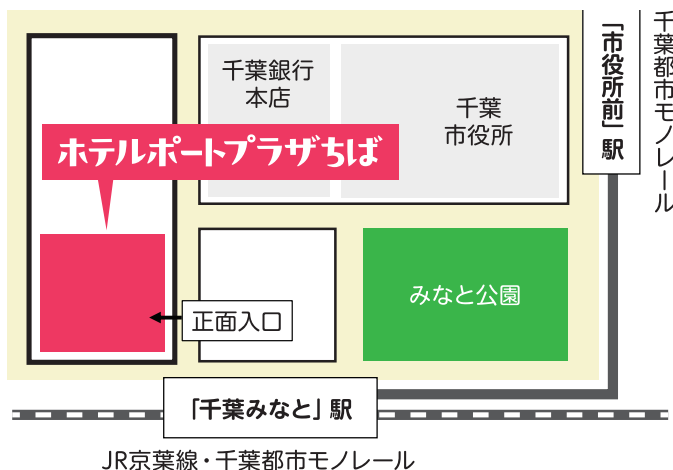 千葉銀行
本店
千葉
市役所
「市役所前」駅
千葉都市モノレール
ホテルポートプラザちば
みなと公園
正面入口
「千葉みなと」駅
JR京葉線・千葉都市モノレール